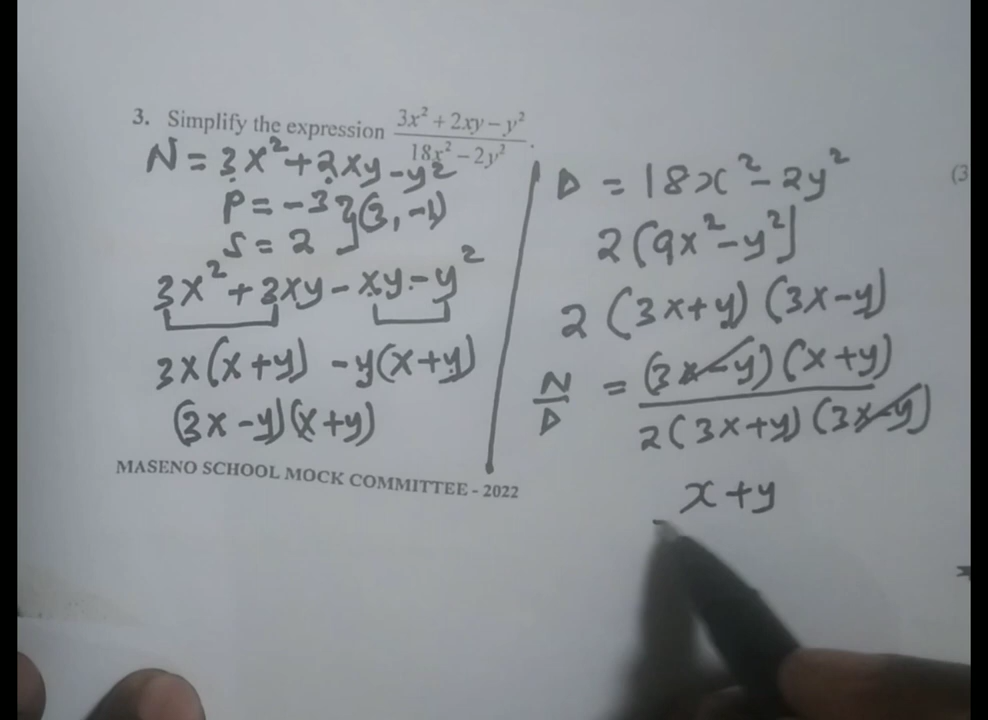 3. Simplify the expression (3x² + 2xy – y²)/(18x² – 2y²).
N = 3x² + 2xy - y²
P = -3 } (3, -1)
S = 2
3x² + 3xy - xy - y²
3x(x+y) - y(x+y)
(3x - y)(x+y)
MASENO SCHOOL MOCK COMMITTEE - 2022
D = 18x² - 2y²
(3
2(9x² - y²)
2(3x+y)(3x-y)
N/D = (3x-y)(x+y)/2(3x+y)(3x-y)
x+y